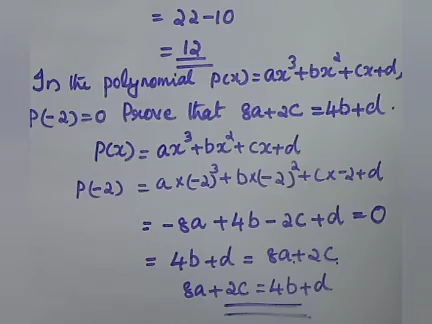 = 22-10
= 12
In the polynomial P(x)=ax³+bx²+cx+d,
P(-2)=0 Prove that 8a+2c=4b+d.
P(x)= ax³+bx²+cx+d
P(-2) = a×(-2)³+b×(-2)²+c×-2+d
= -8a+4b-2c+d=0
= 4b+d = 8a+2c.
8a+2c=4b+d